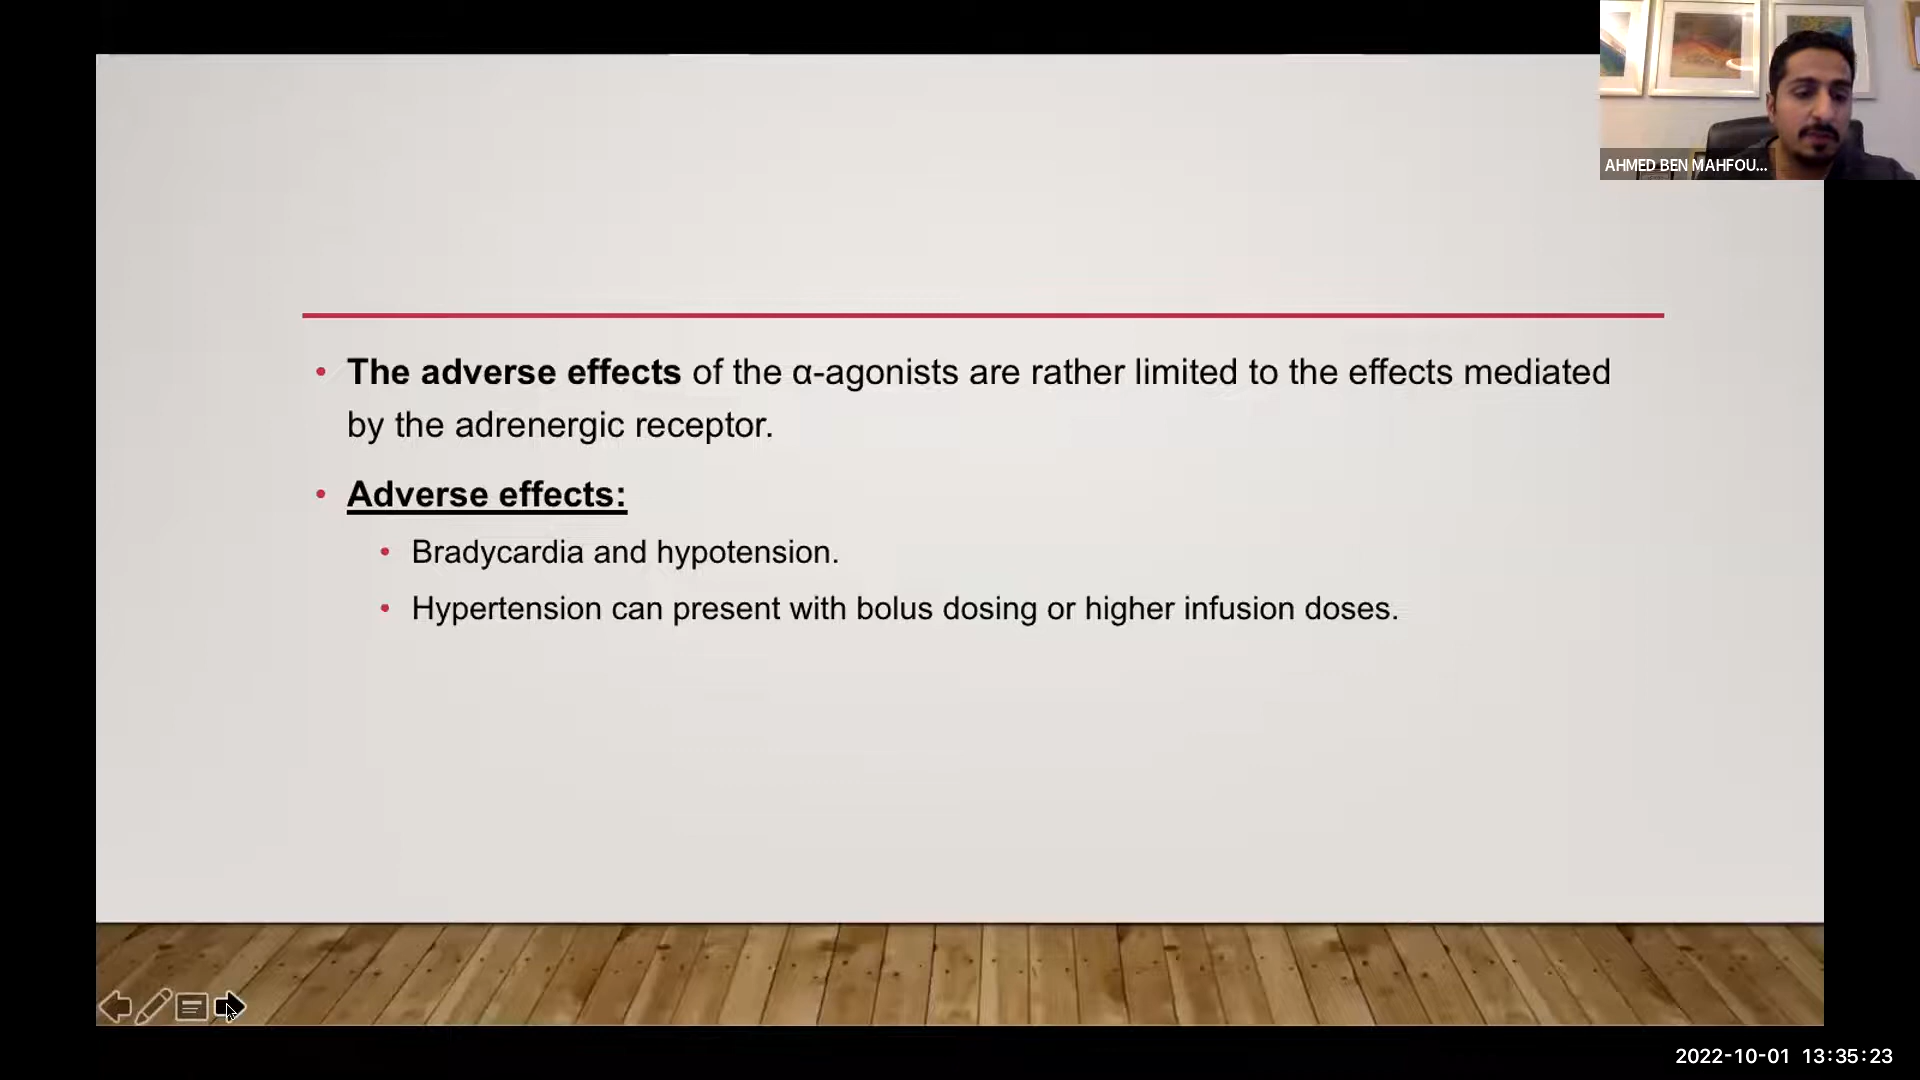 AHMED BEN MAHFOU...
• The adverse effects of the α-agonists are rather limited to the effects mediated
by the adrenergic receptor.
• Adverse effects:
• Bradycardia and hypotension.
• Hypertension can present with bolus dosing or higher infusion doses.
2022-10-01 13:35:23